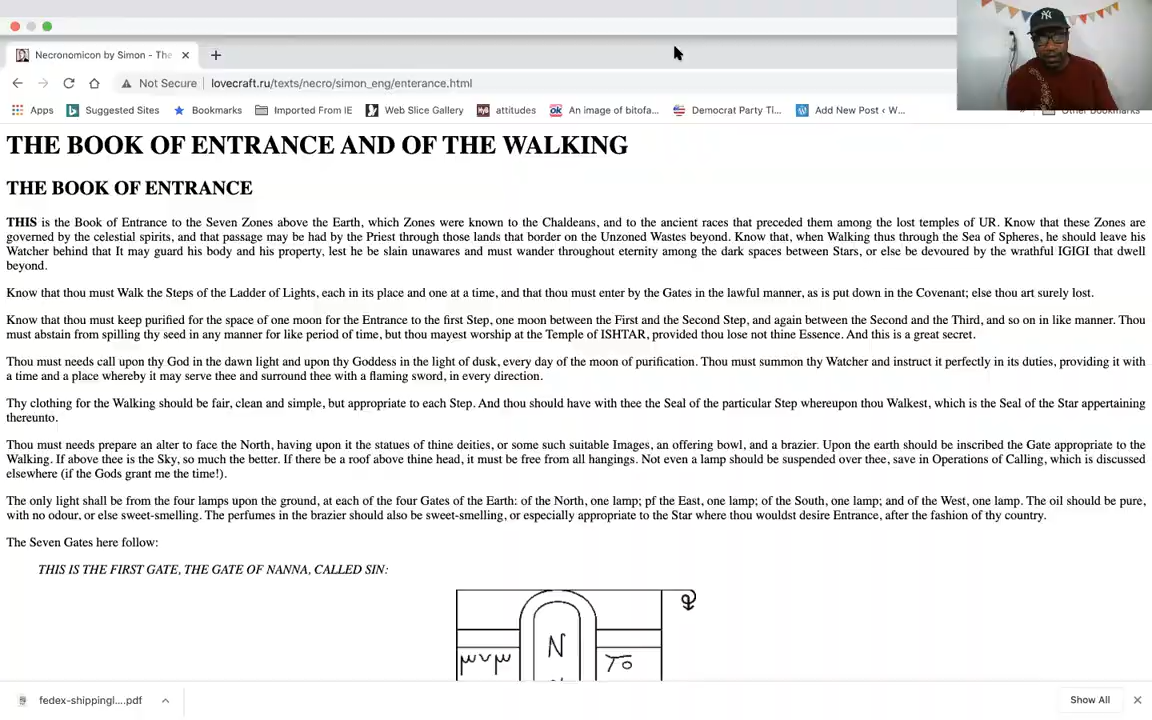 Necronomicon by Simon - The
Not Secure | lovecraft.ru/texts/necro/simon_eng/enterance.html
Apps Suggested Sites Bookmarks Imported From IE Web Slice Gallery attitudes An image of bitofa... Democrat Party Ti... Add New Post ‹ W... Other Bookmarks
THE BOOK OF ENTRANCE AND OF THE WALKING
THE BOOK OF ENTRANCE
THIS is the Book of Entrance to the Seven Zones above the Earth, which Zones were known to the Chaldeans, and to the ancient races that preceded them among the lost temples of UR. Know that these Zones are
governed by the celestial spirits, and that passage may be had by the Priest through those lands that border on the Unzoned Wastes beyond. Know that, when Walking thus through the Sea of Spheres, he should leave his
Watcher behind that It may guard his body and his property, lest he be slain unawares and must wander throughout eternity among the dark spaces between Stars, or else be devoured by the wrathful IGIGI that dwell
beyond.
Know that thou must Walk the Steps of the Ladder of Lights, each in its place and one at a time, and that thou must enter by the Gates in the lawful manner, as is put down in the Covenant; else thou art surely lost.
Know that thou must keep purified for the space of one moon for the Entrance to the first Step, one moon between the First and the Second Step, and again between the Second and the Third, and so on in like manner. Thou
must abstain from spilling thy seed in any manner for like period of time, but thou mayest worship at the Temple of ISHTAR, provided thou lose not thine Essence. And this is a great secret.
Thou must needs call upon thy God in the dawn light and upon thy Goddess in the light of dusk, every day of the moon of purification. Thou must summon thy Watcher and instruct it perfectly in its duties, providing it with
a time and a place whereby it may serve thee and surround thee with a flaming sword, in every direction.
Thy clothing for the Walking should be fair, clean and simple, but appropriate to each Step. And thou should have with thee the Seal of the particular Step whereupon thou Walkest, which is the Seal of the Star appertaining
thereunto.
Thou must needs prepare an alter to face the North, having upon it the statues of thine deities, or some such suitable Images, an offering bowl, and a brazier. Upon the earth should be inscribed the Gate appropriate to the
Walking. If above thee is the Sky, so much the better. If there be a roof above thine head, it must be free from all hangings. Not even a lamp should be suspended over thee, save in Operations of Calling, which is discussed
elsewhere (if the Gods grant me the time!).
The only light shall be from the four lamps upon the ground, at each of the four Gates of the Earth: of the North, one lamp; pf the East, one lamp; of the South, one lamp; and of the West, one lamp. The oil should be pure,
with no odour, or else sweet-smelling. The perfumes in the brazier should also be sweet-smelling, or especially appropriate to the Star where thou wouldst desire Entrance, after the fashion of thy country.
The Seven Gates here follow:
THIS IS THE FIRST GATE, THE GATE OF NANNA, CALLED SIN:
N
μνμ To
fedex-shippingl....pdf
Show All